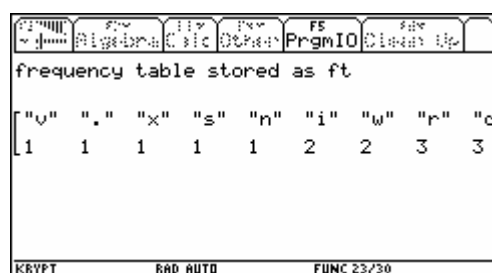 F5
Algebra Calc Other PrgmIO Clean Up
frequency table stored as ft
"v" "." "x" "s" "n" "i" "w" "r"
1 1 1 1 1 2 2 3 3
KRYPT RAD AUTO FUNC 23/30